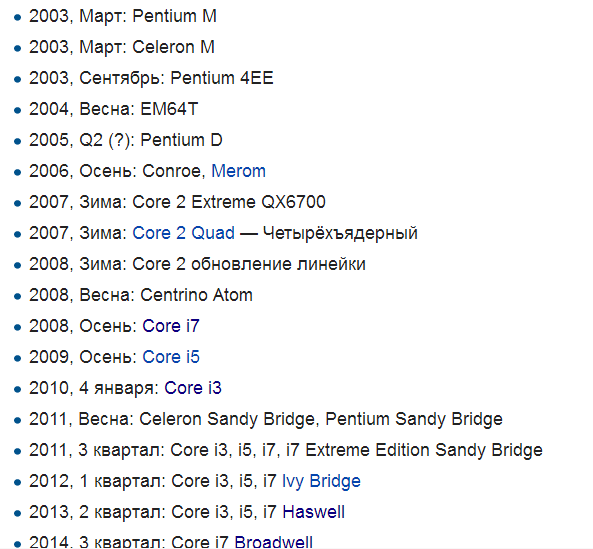 2003, Март: Pentium M
2003, Март: Celeron M
2003, Сентябрь: Pentium 4EE
2004, Весна: EM64T
2005, Q2 (?): Pentium D
2006, Осень: Conroe, Merom
2007, Зима: Core 2 Extreme QX6700
2007, Зима: Core 2 Quad — Четырёхъядерный
2008, Зима: Core 2 обновление линейки
2008, Весна: Centrino Atom
2008, Осень: Core i7
2009, Осень: Core i5
2010, 4 января: Core i3
2011, Весна: Celeron Sandy Bridge, Pentium Sandy Bridge
2011, 3 квартал: Core i3, i5, i7, i7 Extreme Edition Sandy Bridge
2012, 1 квартал: Core i3, i5, i7 Ivy Bridge
2013, 2 квартал: Core i3, i5, i7 Haswell
2014, 3 квартал: Core i7 Broadwell